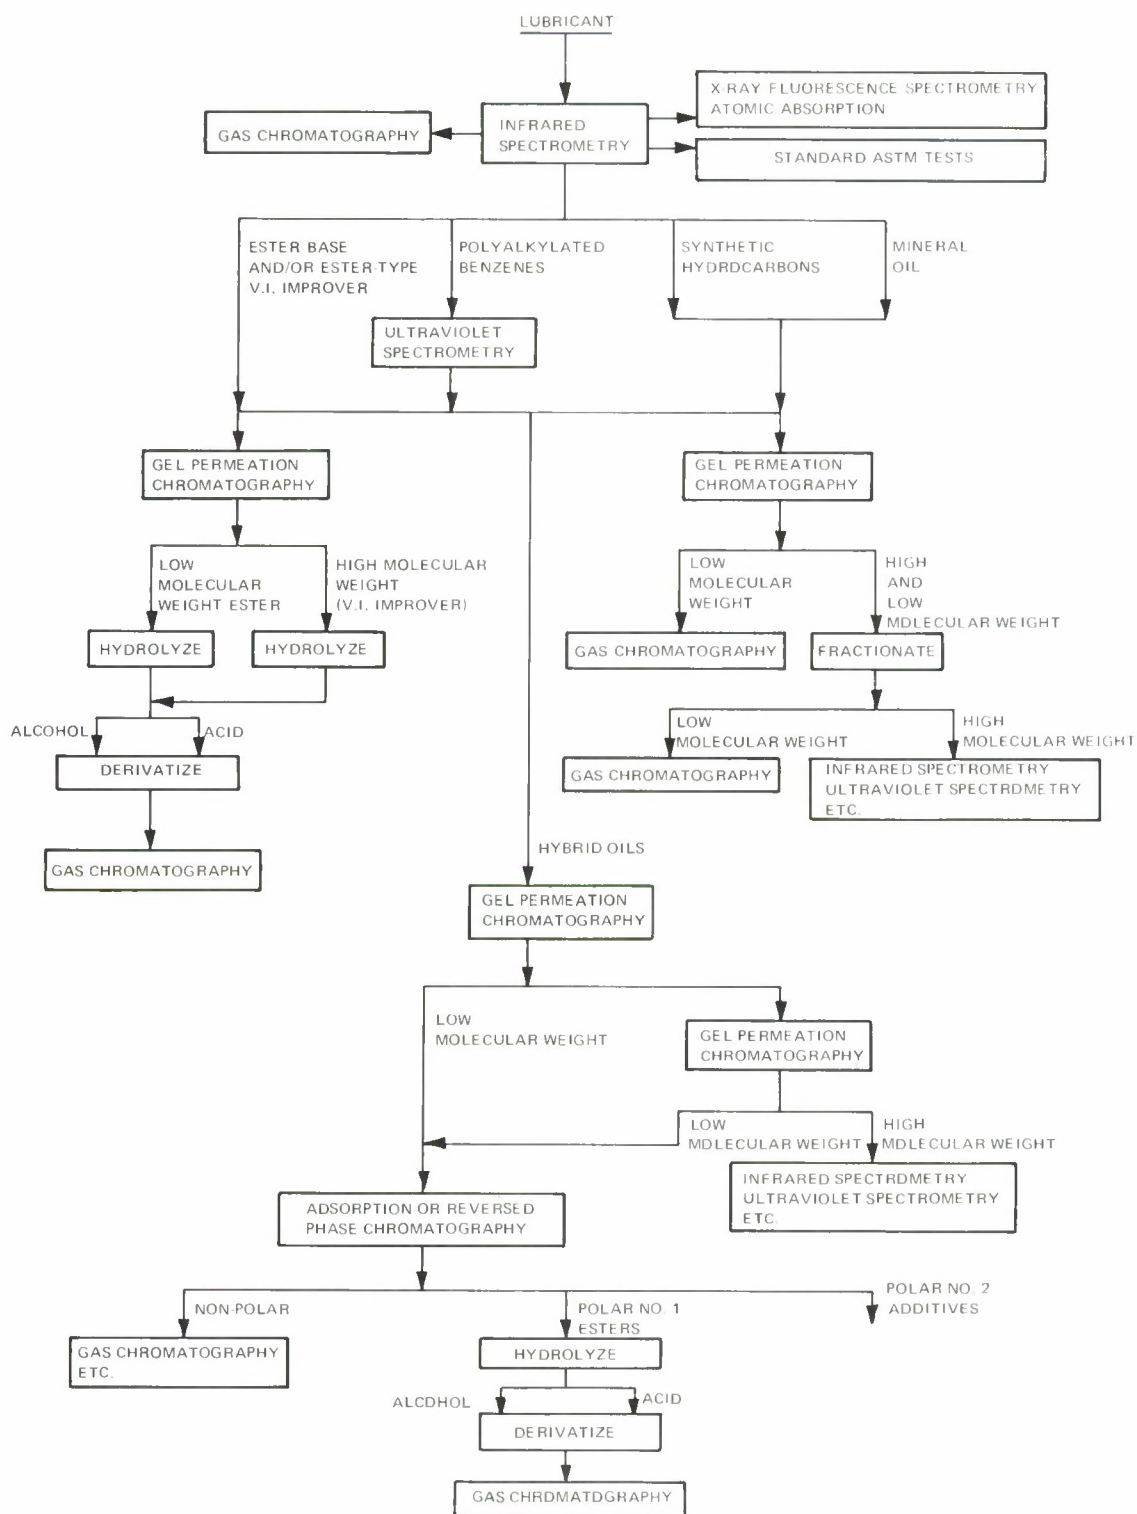 LUBRICANT
X-RAY FLUORESCENCE SPECTROMETRY
ATOMIC ABSORPTION
GAS CHROMATOGRAPHY
INFRARED
SPECTROMETRY
STANDARD ASTM TESTS
ESTER BASE
AND/OR ESTER-TYPE
V.I. IMPROVER
POLYALKYLATED
BENZENES
SYNTHETIC
HYDRDCARBONS
MINERAL
OIL
ULTRAVIOLET
SPECTROMETRY
GEL PERMEATION
CHROMATOGRAPHY
GEL PERMEATION
CHROMATOGRAPHY
LOW
MOLECULAR
WEIGHT ESTER
HIGH MOLECULAR
WEIGHT
(V.I. IMPROVER)
LOW
MOLECULAR
WEIGHT
HIGH
AND
LOW
MDLECULAR WEIGHT
HYDROLYZE
HYDROLYZE
GAS CHROMATOGRAPHY
FRACTIONATE
ALCOHOL
ACID
DERIVATIZE
GAS CHROMATOGRAPHY
LOW
MOLECULAR WEIGHT
HIGH
MOLECULAR WEIGHT
GAS CHROMATOGRAPHY
INFRARED SPECTROMETRY
ULTRAVIOLET SPECTRDMETRY
ETC.
HYBRID OILS
GEL PERMEATION
CHROMATOGRAPHY
LOW
MOLECULAR WEIGHT
GEL PERMEATION
CHROMATOGRAPHY
LOW
MDLECULAR WEIGHT
HIGH
MDLECULAR WEIGHT
INFRARED SPECTRDMETRY
ULTRAVIOLET SPECTROMETRY
ETC.
ADSORPTION OR REVERSED
PHASE CHROMATOGRAPHY
NON-POLAR
GAS CHROMATOGRAPHY
ETC.
POLAR NO. 1
ESTERS
POLAR NO. 2
ADDITIVES
HYDROLYZE
ALCDHOL
ACID
DERIVATIZE
GAS CHRDMATDGRAPHY